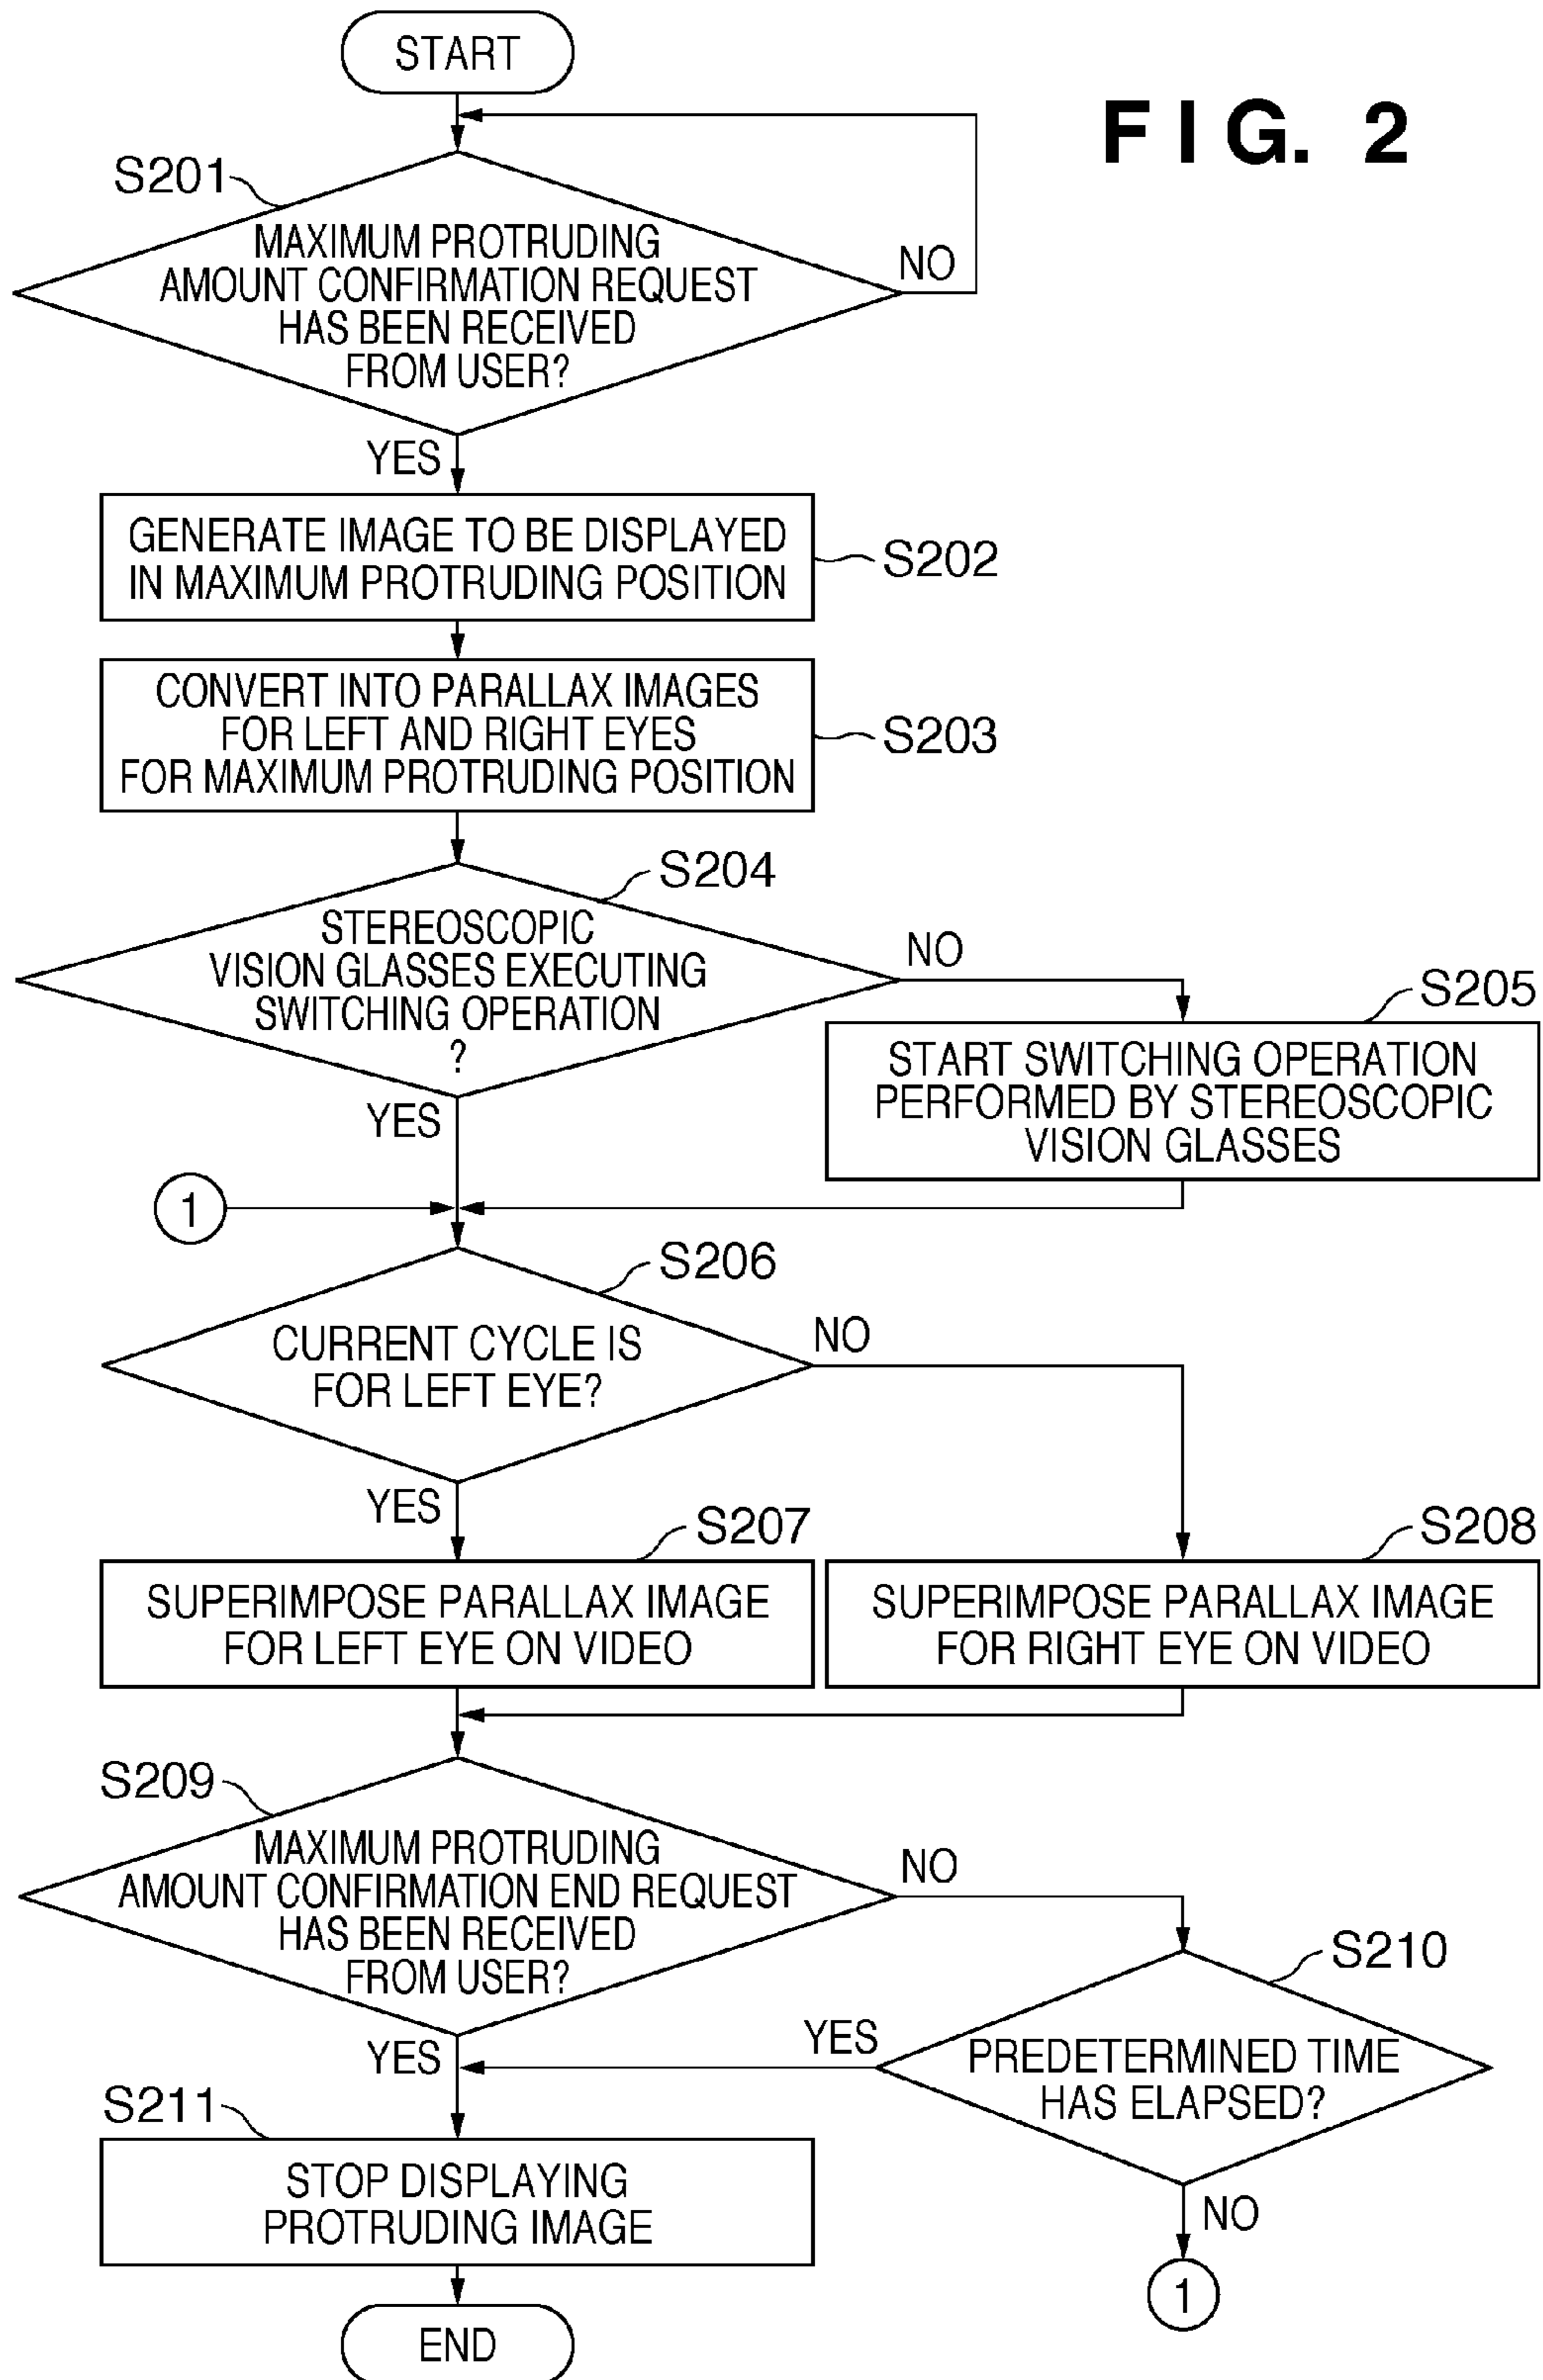 START
FIG. 2
S201
MAXIMUM PROTRUDING
AMOUNT CONFIRMATION REQUEST
HAS BEEN RECEIVED
FROM USER?
NO
YES
GENERATE IMAGE TO BE DISPLAYED
IN MAXIMUM PROTRUDING POSITION
S202
CONVERT INTO PARALLAX IMAGES
FOR LEFT AND RIGHT EYES
FOR MAXIMUM PROTRUDING POSITION
S203
S204
STEREOSCOPIC
VISION GLASSES EXECUTING
SWITCHING OPERATION
?
NO
YES
S205
START SWITCHING OPERATION
PERFORMED BY STEREOSCOPIC
VISION GLASSES
1
S206
CURRENT CYCLE IS
FOR LEFT EYE?
NO
YES
S207
SUPERIMPOSE PARALLAX IMAGE
FOR LEFT EYE ON VIDEO
S208
SUPERIMPOSE PARALLAX IMAGE
FOR RIGHT EYE ON VIDEO
S209
MAXIMUM PROTRUDING
AMOUNT CONFIRMATION END REQUEST
HAS BEEN RECEIVED
FROM USER?
NO
YES
S210
PREDETERMINED TIME
HAS ELAPSED?
YES
NO
1
S211
STOP DISPLAYING
PROTRUDING IMAGE
END